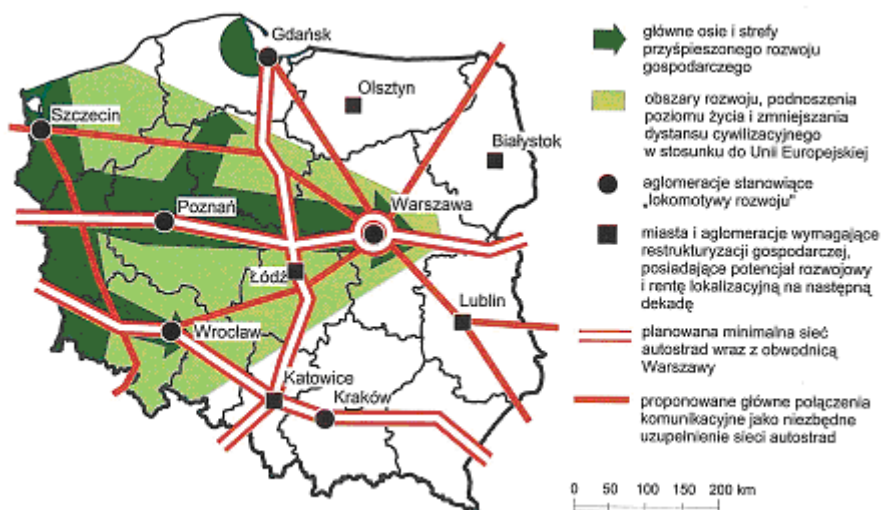 Gdańsk
Olsztyn
Szczecin
Białystok
Poznań
Warszawa
Łódź
Lublin
Wrocław
Katowice
Kraków
główne osie i strefy
przyśpieszonego rozwoju
gospodarczego
obszary rozwoju, podnoszenia
poziomu życia i zmniejszania
dystansu cywilizacyjnego
w stosunku do Unii Europejskiej
aglomeracje stanowiące
„lokomotywy rozwoju"
miasta i aglomeracje wymagające
restrukturyzacji gospodarczej,
posiadające potencjał rozwojowy
i rentę lokalizacyjną na następną
dekadę
planowana minimalna sieć
autostrad wraz z obwodnicą
Warszawy
proponowane główne połączenia
komunikacyjne jako niezbędne
uzupełnienie sieci autostrad
0 50 100 150 200 km